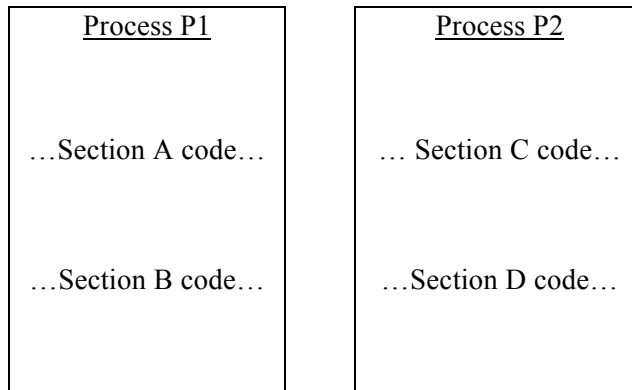 Process P1
…Section A code…
…Section B code…
Process P2
… Section C code…
…Section D code…